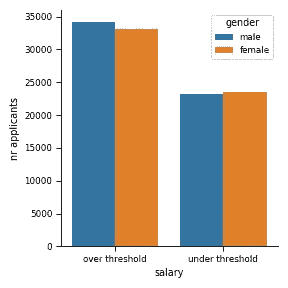 35000
30000
25000
20000
15000
10000
5000
0
nr applicants
gender
male
female
over threshold
under threshold
salary